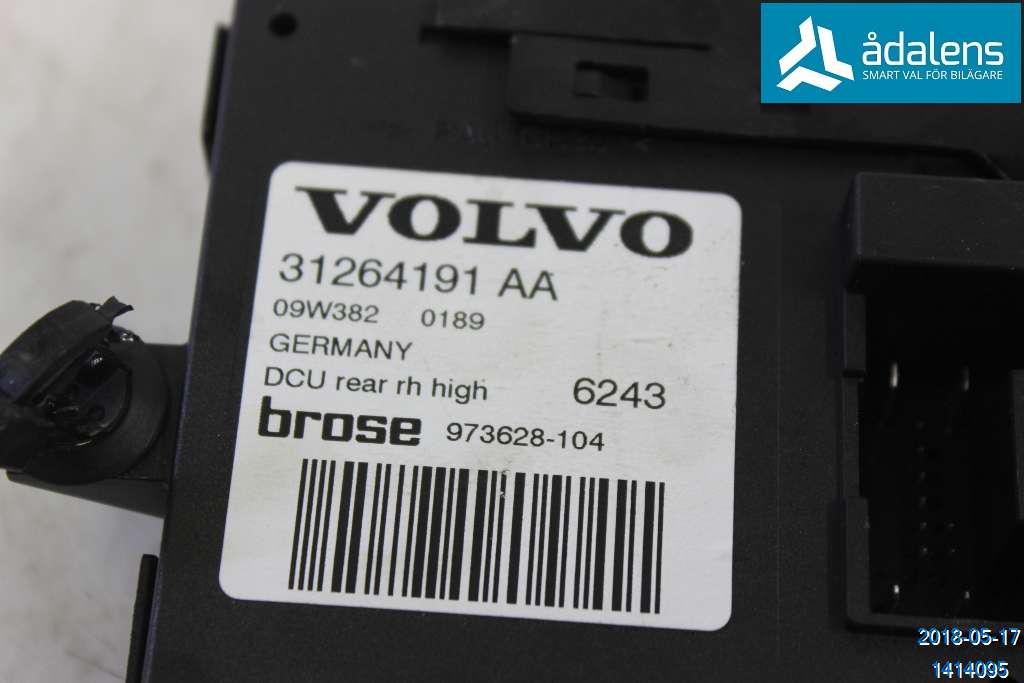 ådalens
SMART VAL FÖR BILÄGARE
VOLVO
31264191 AA
09W382 0189
GERMANY
DCU rear rh high 6243
brose 973628-104
2018-05-17
1414095